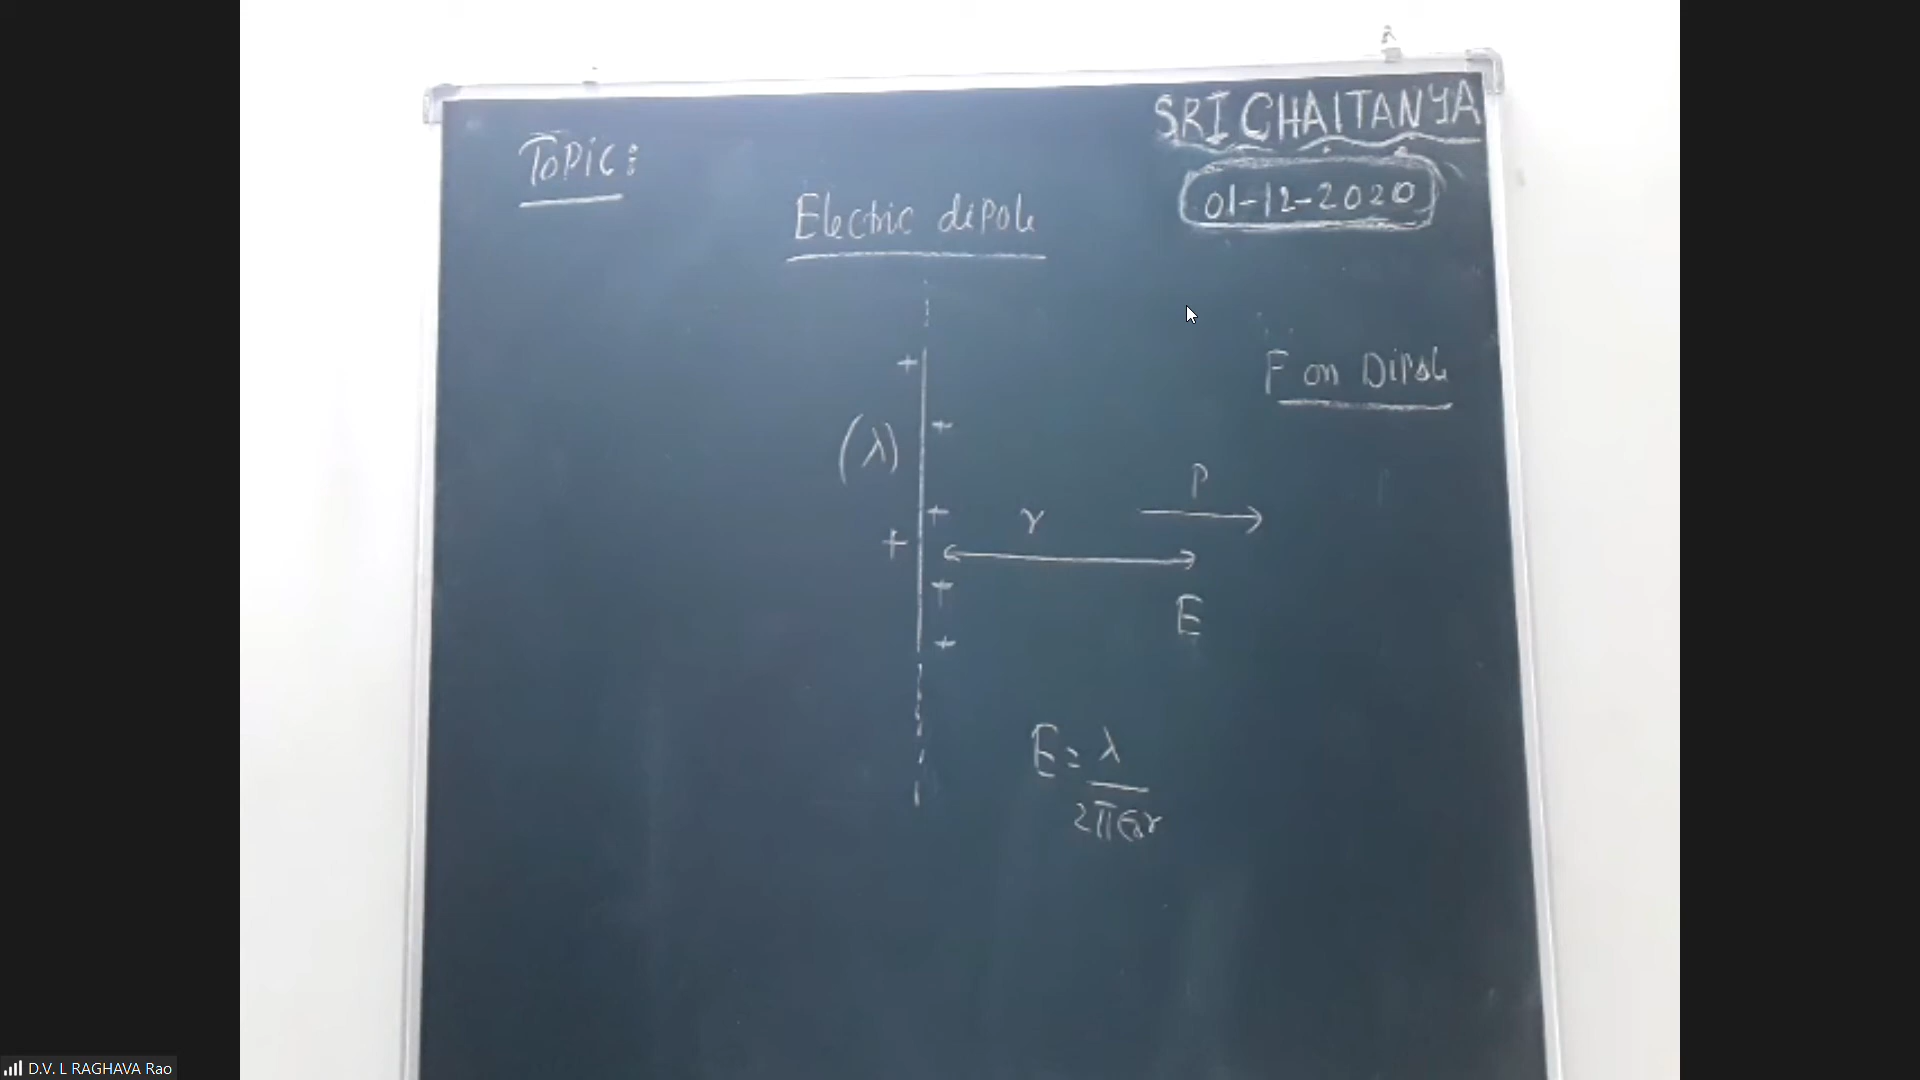 SRI CHAITANYA
TOPIC:
01-12-2020
Electric dipole
F on Dipole
(λ)
P
r
E
E = λ
2πε₀r
D.V. L RAGHAVA Rao